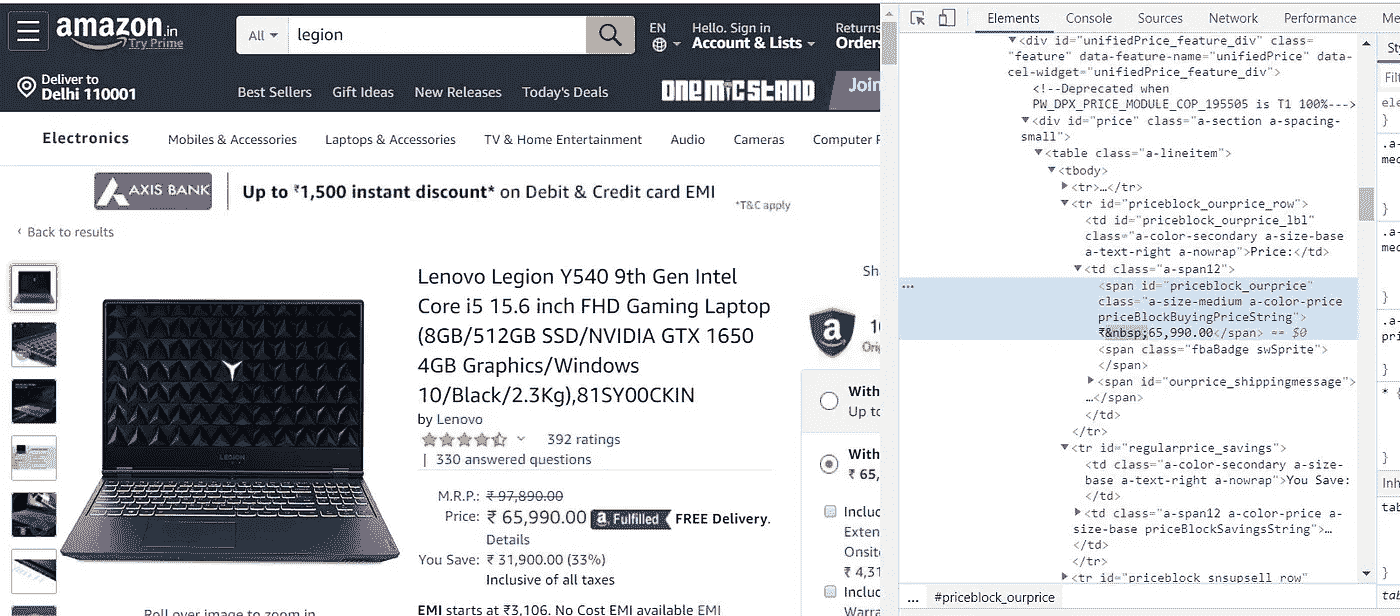 amazon.in
Try Prime
All
legion
EN
Hello. Sign in
Account & Lists
Returns
Orders
Deliver to
Delhi 110001
Best Sellers
Gift Ideas
New Releases
Today's Deals
ONE MIC STAND
Join
Electronics
Mobiles & Accessories
Laptops & Accessories
TV & Home Entertainment
Audio
Cameras
Computer P
AXIS BANK
Up to ₹1,500 instant discount* on Debit & Credit card EMI
*T&C apply
‹ Back to results
Lenovo Legion Y540 9th Gen Intel
Core i5 15.6 inch FHD Gaming Laptop
(8GB/512GB SSD/NVIDIA GTX 1650
4GB Graphics/Windows
10/Black/2.3Kg),81SY00CKIN
by Lenovo
392 ratings
| 330 answered questions
M.R.P.: ₹ 97,890.00
Price: ₹ 65,990.00 a Fulfilled FREE Delivery.
Details
You Save: ₹ 31,900.00 (33%)
Inclusive of all taxes
EMI starts at ₹3,106. No Cost EMI available EMI
Roll over image to zoom in
LEGION
Sh
a
10
Orig
With
Up to
With
₹ 65,
Includ
Exten
Onsit
₹ 4,31
Includ
Warra
Elements
Console
Sources
Network
Performance
Me
<div id="unifiedPrice_feature_div" class=
"feature" data-feature-name="unifiedPrice" data-
cel-widget="unifiedPrice_feature_div">
<!--Deprecated when
PW_DPX_PRICE_MODULE_COP_195505 is T1 100%--->
<div id="price" class="a-section a-spacing-
small">
<table class="a-lineitem">
<tbody>
<tr>…</tr>
<tr id="priceblock_ourprice_row">
<td id="priceblock_ourprice_lbl"
class="a-color-secondary a-size-base
a-text-right a-nowrap">Price:</td>
<td class="a-span12">
...
<span id="priceblock_ourprice"
class="a-size-medium a-color-price
priceBlockBuyingPriceString">
₹&nbsp;65,990.00</span> == $0
<span class="fbaBadge swSprite">
</span>
<span id="ourprice_shippingmessage">
…</span>
</td>
</tr>
<tr id="regularprice_savings">
<td class="a-color-secondary a-size-
base a-text-right a-nowrap">You Save:
</td>
<td class="a-span12 a-color-price a-
size-base priceBlockSavingsString">…
</td>
</tr>
<tr id="priceblock_snsupsell_row"
... #priceblock_ourprice
Sty
Filt
ele
}
.a-
med
}
.a-
med
}
.a-
pri
}
* {
}
Inh
tab
}
tab